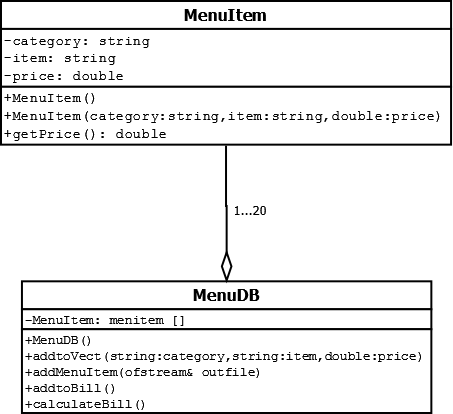 MenuItem
-category: string
-item: string
-price: double
+MenuItem()
+MenuItem(category:string,item:string,double:price)
+getPrice(): double
1...20
MenuDB
-MenuItem: menitem []
+MenuDB()
+addtoVect(string:category,string:item,double:price)
+addMenuItem(ofstream& outfile)
+addtoBill()
+calculateBill()